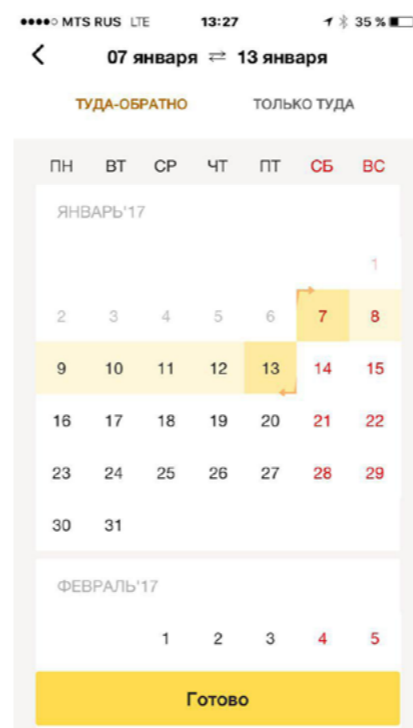 MTS RUS LTE 13:27 35 %
07 января ⇄ 13 января
ТУДА-ОБРАТНО ТОЛЬКО ТУДА
ПН ВТ СР ЧТ ПТ СБ ВС
ЯНВАРЬ'17
1
2 3 4 5 6 7 8
9 10 11 12 13 14 15
16 17 18 19 20 21 22
23 24 25 26 27 28 29
30 31
ФЕВРАЛЬ'17
1 2 3 4 5
Готово